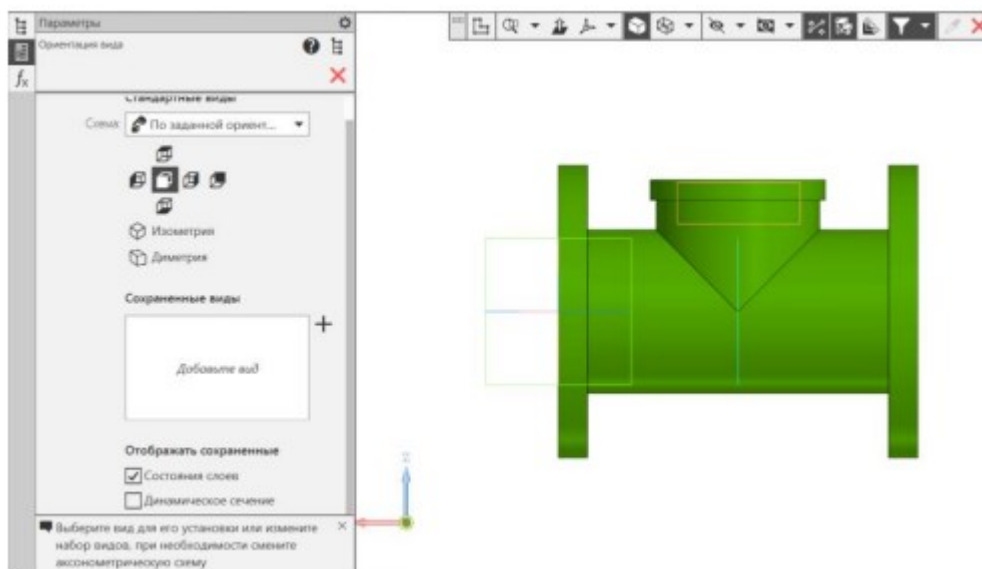 Параметры
Ориентация вида
Стандартные виды
Схема: По заданной ориент...
Изометрия
Диметрия
Сохраненные виды
Добавьте вид
Отображать сохраненные
Состояния слоев
Динамическое сечение
Выберите вид для его установки или измените
набор видов, при необходимости смените
аксонометрическую схему